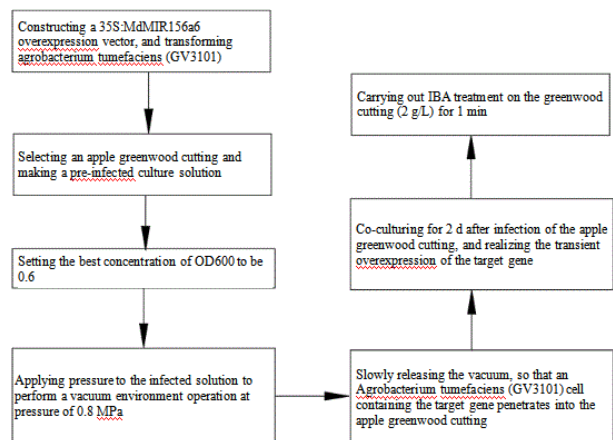 Constructing a 35S:MdMIR156a6
overexpression vector, and transforming
agrobacterium tumefaciens (GV3101)
Selecting an apple greenwood cutting and
making a pre-infected culture solution
Setting the best concentration of OD600 to be
0.6
Applying pressure to the infected solution to
perform a vacuum environment operation at
pressure of 0.8 MPa
Slowly releasing the vacuum, so that an
Agrobacterium tumefaciens (GV3101) cell
containing the target gene penetrates into the
apple greenwood cutting
Co-culturing for 2 d after infection of the apple
greenwood cutting, and realizing the transient
overexpression of the target gene
Carrying out IBA treatment on the greenwood
cutting (2 g/L) for 1 min